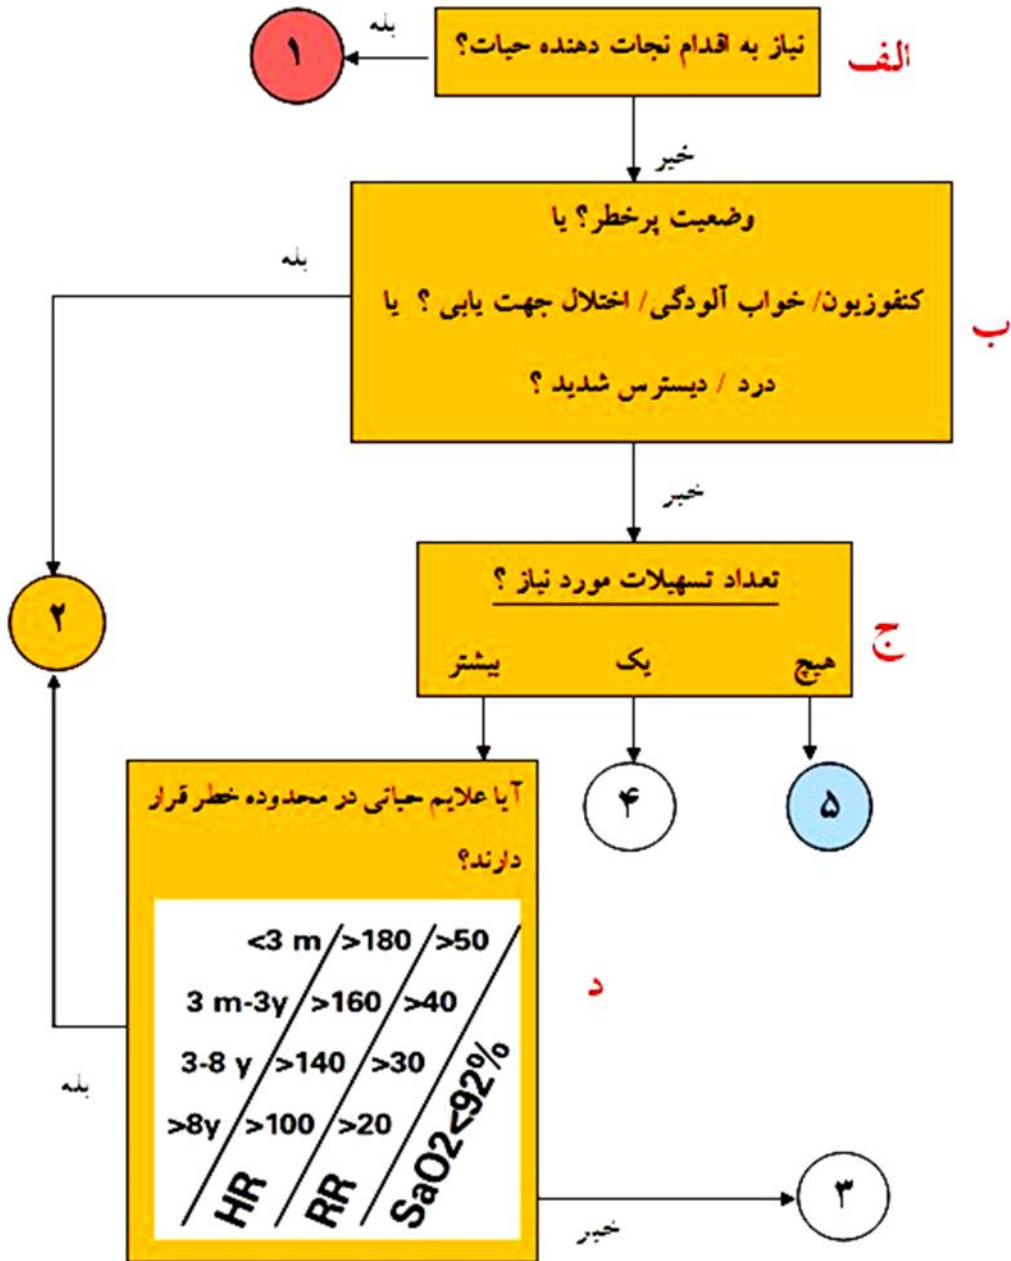 نیاز به اقدام نجات دهنده حیات؟
الف
بله
۱
خیر
وضعیت پرخطر؟ یا
کنفوزیون/ خواب آلودگی/ اختلال جهت یابی ؟ یا
درد / دیسترس شدید ؟
ب
بله
۲
خیر
تعداد تسهیلات مورد نیاز ؟
هیچ یک بیشتر
ج
۵
۴
آیا علایم حیاتی در محدوده خطر قرار
دارند؟
<3 m / >180 / >50
3 m-3y / >160 / >40
3-8 y / >140 / >30
>8y / >100 / >20
HR
RR
SaO2<92%
د
بله
خیر
۳